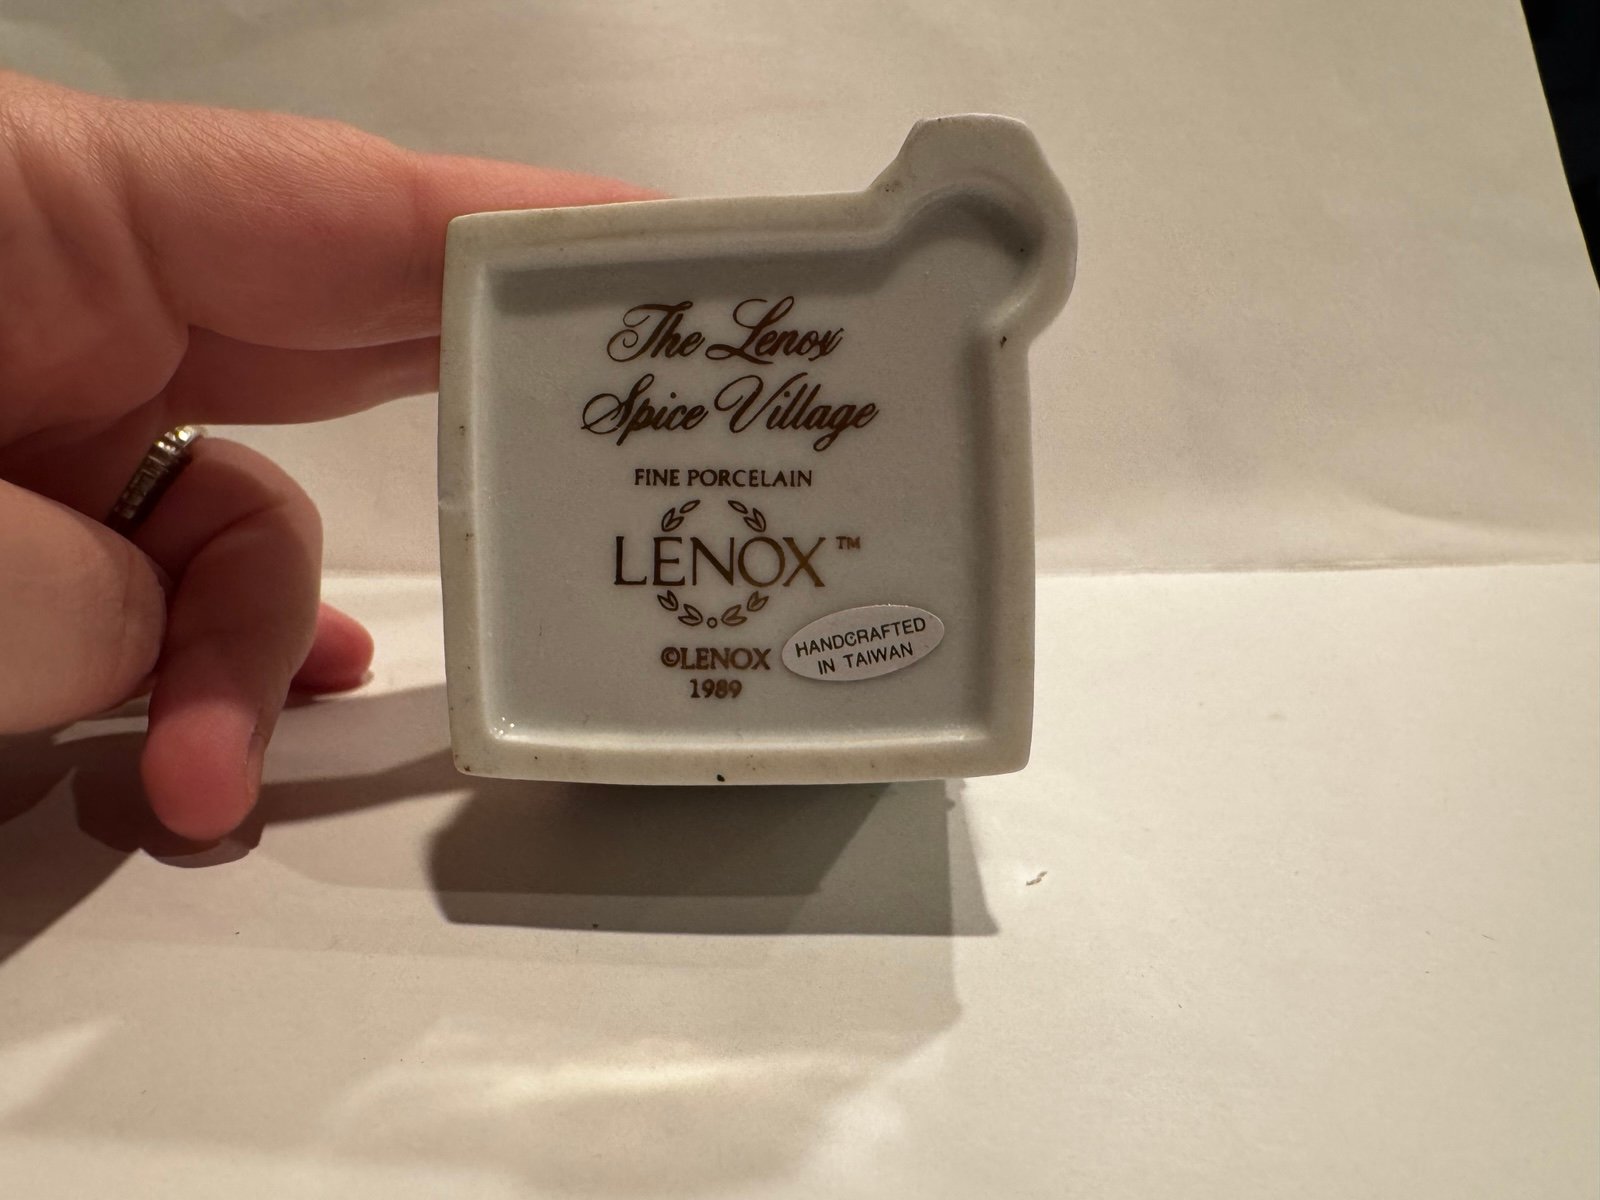 The Lenox
Spice Village
FINE PORCELAIN
LENOX™
©LENOX
1989
HANDCRAFTED
IN TAIWAN